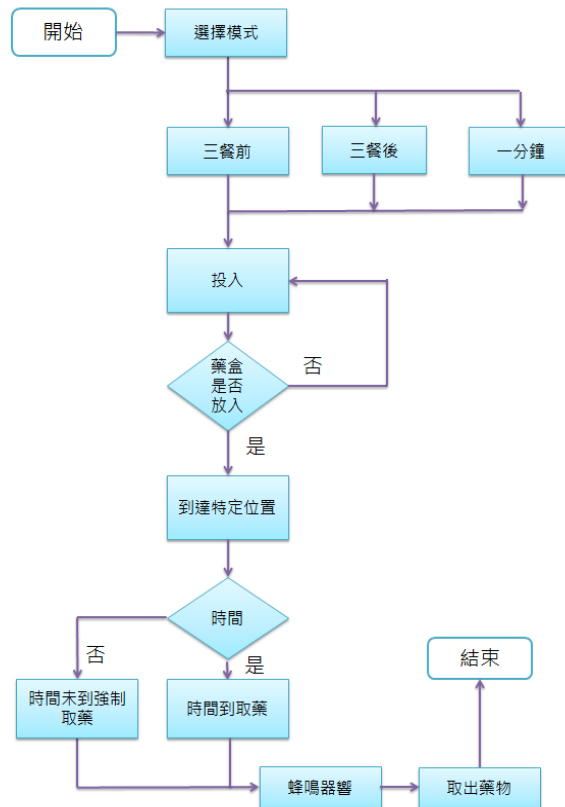 開始
選擇模式
三餐前
三餐後
一分鐘
投入
藥盒
是否
放入
否
是
到達特定位置
時間
否
是
結束
時間未到強制
取藥
時間到取藥
蜂鳴器響
取出藥物